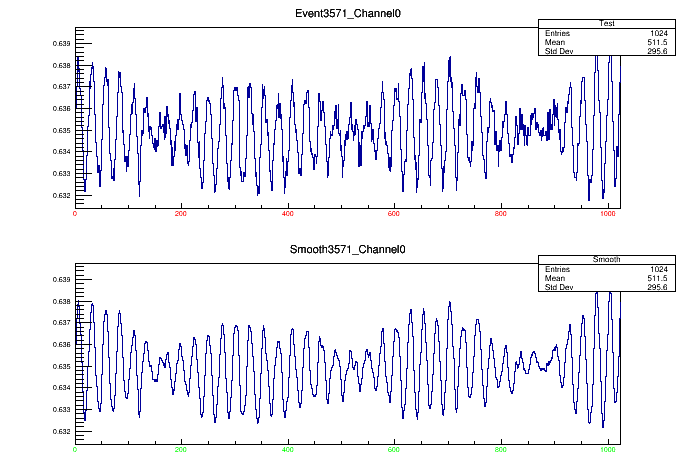 Event3571_Channel0
Test
Entries 1024
Mean 511.5
Std Dev 295.6
0.639
0.638
0.637
0.636
0.635
0.634
0.633
0.632
0 200 400 600 800 1000
Smooth3571_Channel0
Smooth
Entries 1024
Mean 511.5
Std Dev 295.6
0.639
0.638
0.637
0.636
0.635
0.634
0.633
0.632
0 200 400 600 800 1000